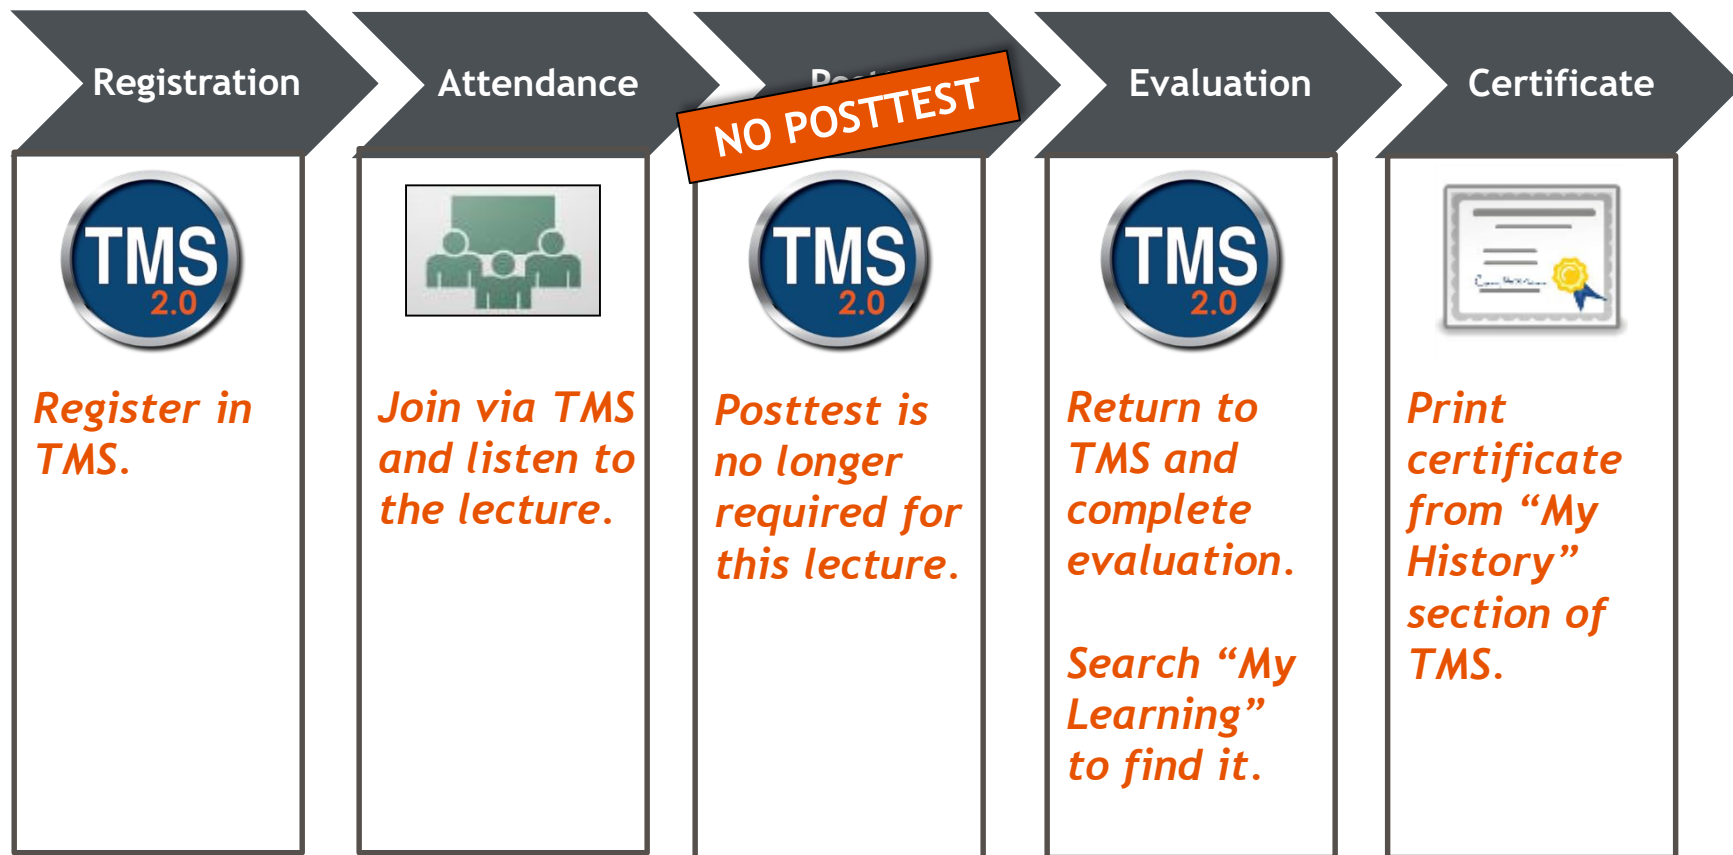 Registration
Attendance
NO POSTTEST
Evaluation
Certificate
TMS
2.0
Register in
TMS.
Join via TMS
and listen to
the lecture.
TMS
2.0
Posttest is
no longer
required for
this lecture.
TMS
2.0
Return to
TMS and
complete
evaluation.
Search “My
Learning”
to find it.
Print
certificate
from “My
History”
section of
TMS.